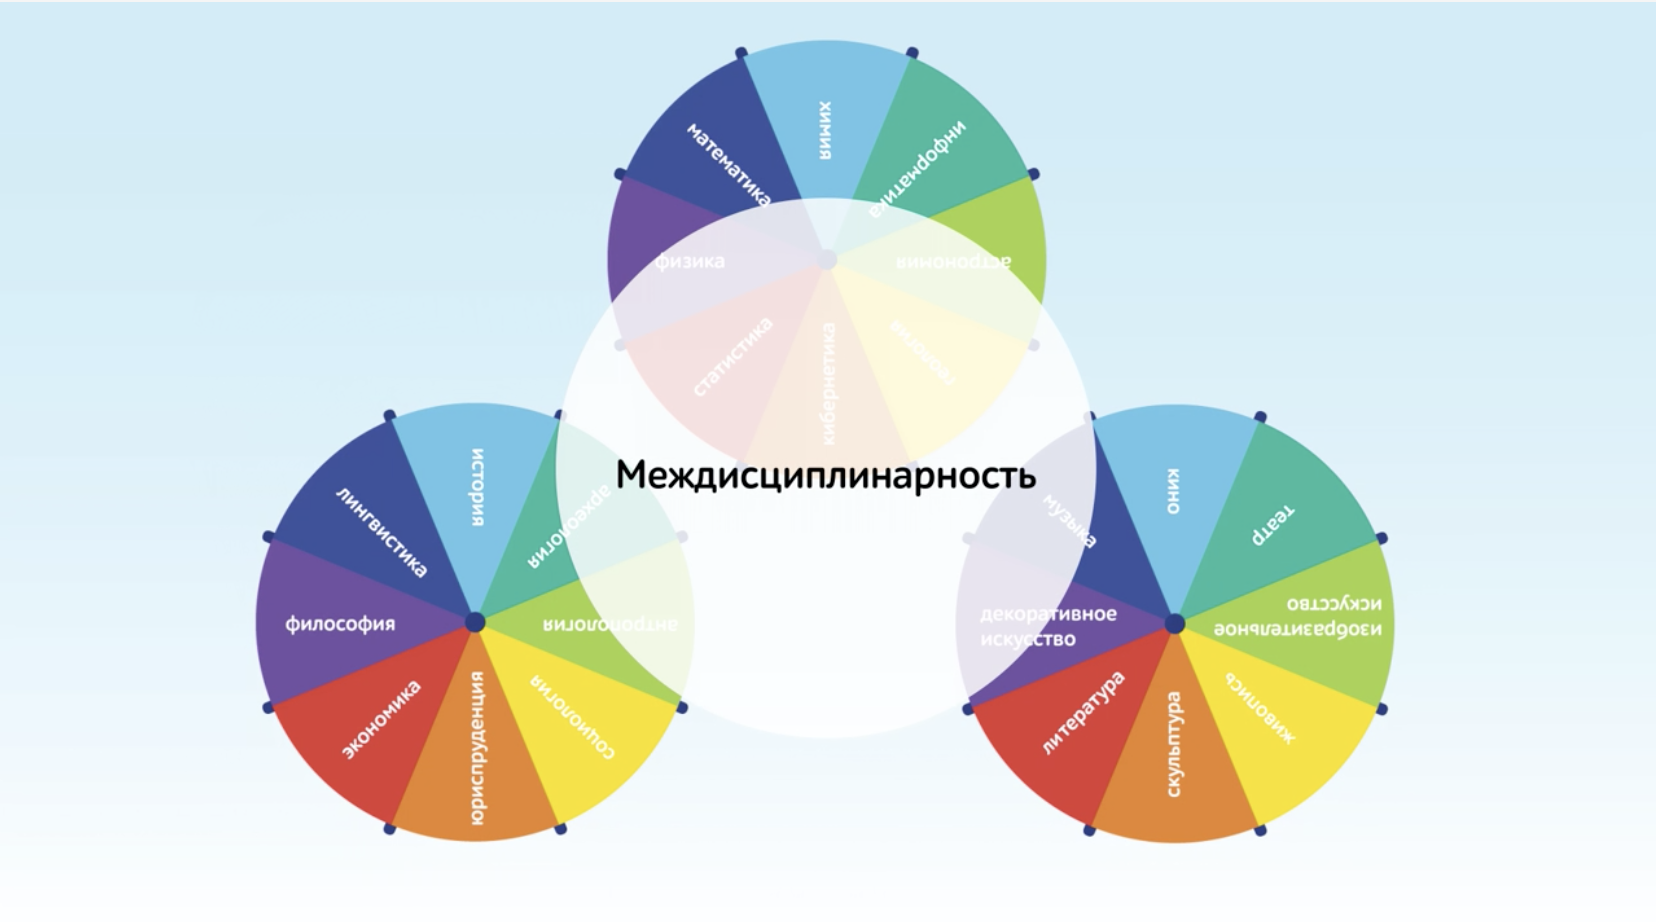 химия
математика
информатика
физика
астрономия
статистика
кибернетика
геология
Междисциплинарность
история
лингвистика
археология
философия
антропология
экономика
юриспруденция
социология
кино
музыка
театр
декоративное
искусство
изобразительное
искусство
литература
скульптура
живопись